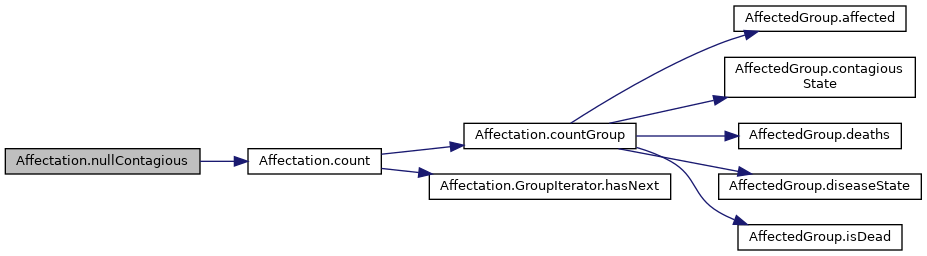 Affectation.nullContagious
Affectation.count
Affectation.countGroup
Affectation.GroupIterator.hasNext
AffectedGroup.affected
AffectedGroup.contagious
State
AffectedGroup.deaths
AffectedGroup.diseaseState
AffectedGroup.isDead